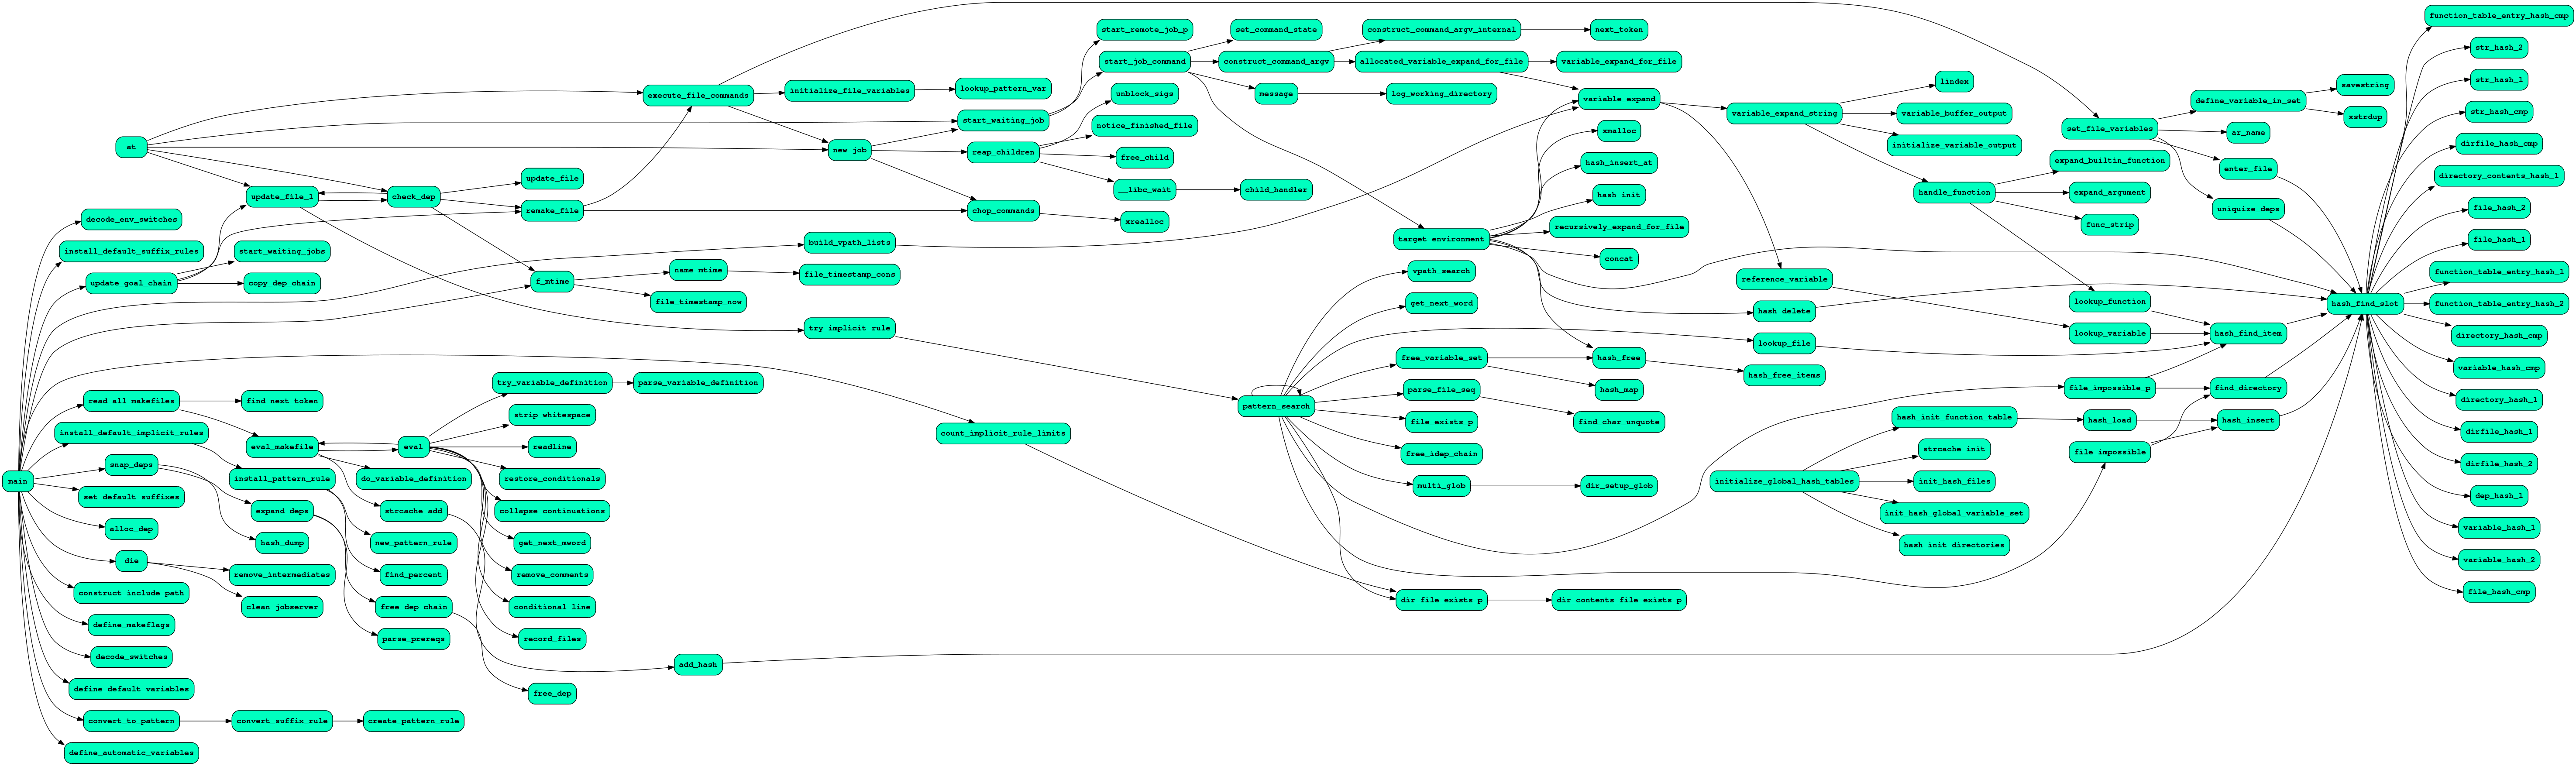 function_table_entry_hash_cmp
start_remote_job_p
set_command_state
construct_command_argv_internal
next_token
str_hash_2
start_job_command
construct_command_argv
allocated_variable_expand_for_file
variable_expand_for_file
str_hash_1
lindex
savestring
execute_file_commands
initialize_file_variables
lookup_pattern_var
unblock_sigs
message
log_working_directory
variable_expand
define_variable_in_set
variable_expand_string
variable_buffer_output
str_hash_cmp
xstrdup
start_waiting_job
notice_finished_file
xmalloc
set_file_variables
ar_name
at
new_job
reap_children
free_child
initialize_variable_output
dirfile_hash_cmp
hash_insert_at
expand_builtin_function
enter_file
directory_contents_hash_1
update_file
__libc_wait
child_handler
hash_init
handle_function
expand_argument
update_file_1
check_dep
remake_file
chop_commands
xrealloc
uniquize_deps
file_hash_2
decode_env_switches
recursively_expand_for_file
func_strip
build_vpath_lists
target_environment
file_hash_1
install_default_suffix_rules
start_waiting_jobs
concat
name_mtime
file_timestamp_cons
vpath_search
function_table_entry_hash_1
update_goal_chain
copy_dep_chain
f_mtime
reference_variable
file_timestamp_now
get_next_word
hash_delete
lookup_function
hash_find_slot
function_table_entry_hash_2
try_implicit_rule
lookup_file
lookup_variable
hash_find_item
directory_hash_cmp
free_variable_set
hash_free
variable_hash_cmp
try_variable_definition
parse_variable_definition
parse_file_seq
hash_map
hash_free_items
file_impossible_p
find_directory
read_all_makefiles
find_next_token
pattern_search
directory_hash_1
strip_whitespace
file_exists_p
find_char_unquote
hash_init_function_table
hash_load
hash_insert
install_default_implicit_rules
count_implicit_rule_limits
dirfile_hash_1
eval_makefile
eval
readline
free_idep_chain
strcache_init
file_impossible
snap_deps
dirfile_hash_2
main
install_pattern_rule
do_variable_definition
restore_conditionals
multi_glob
dir_setup_glob
initialize_global_hash_tables
init_hash_files
set_default_suffixes
dep_hash_1
expand_deps
strcache_add
collapse_continuations
init_hash_global_variable_set
alloc_dep
variable_hash_1
hash_dump
new_pattern_rule
get_next_mword
hash_init_directories
die
variable_hash_2
remove_intermediates
find_percent
remove_comments
construct_include_path
file_hash_cmp
clean_jobserver
free_dep_chain
conditional_line
dir_file_exists_p
dir_contents_file_exists_p
define_makeflags
parse_prereqs
record_files
decode_switches
add_hash
define_default_variables
free_dep
convert_to_pattern
convert_suffix_rule
create_pattern_rule
define_automatic_variables